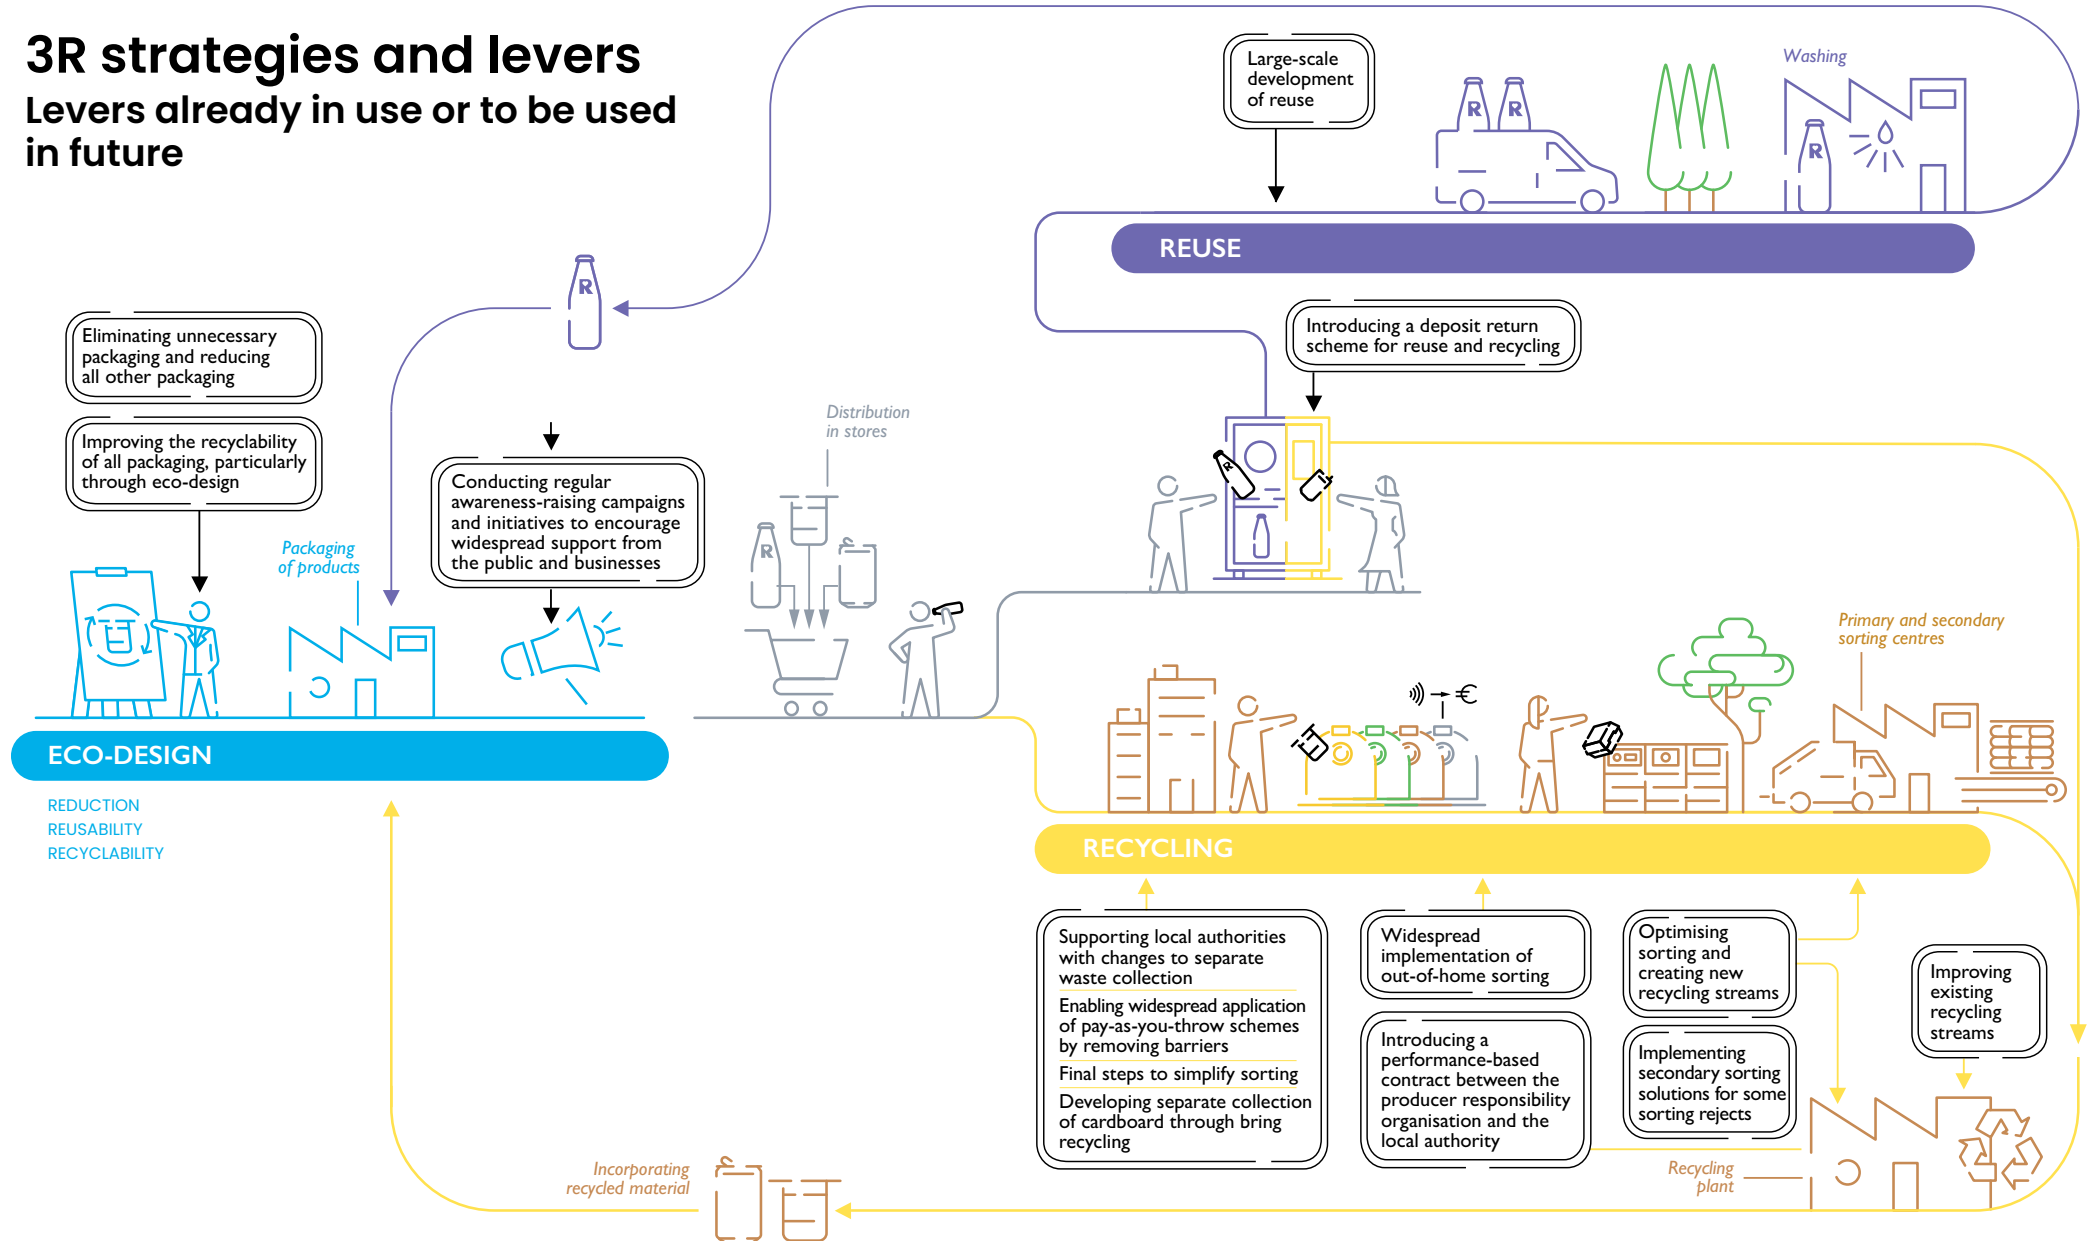 3R strategies and levers
Levers already in use or to be used
in future
Large-scale
development
of reuse
Washing
R
R
R
REUSE
R
Eliminating unnecessary
packaging and reducing
all other packaging
Improving the recyclability
of all packaging, particularly
through eco-design
Packaging
of products
Conducting regular
awareness-raising campaigns
and initiatives to encourage
widespread support from
the public and businesses
Distribution
in stores
R
Introducing a deposit return
scheme for reuse and recycling
R
ECO-DESIGN
REDUCTION
REUSABILITY
RECYCLABILITY
€
Primary and secondary
sorting centres
RECYCLING
Supporting local authorities
with changes to separate
waste collection
Enabling widespread application
of pay-as-you-throw schemes
by removing barriers
Final steps to simplify sorting
Developing separate collection
of cardboard through bring
recycling
Widespread
implementation of
out-of-home sorting
Introducing a
performance-based
contract between the
producer responsibility
organisation and the
local authority
Optimising
sorting and
creating new
recycling streams
Implementing
secondary sorting
solutions for some
sorting rejects
Improving
existing
recycling
streams
Recycling
plant
Incorporating
recycled material